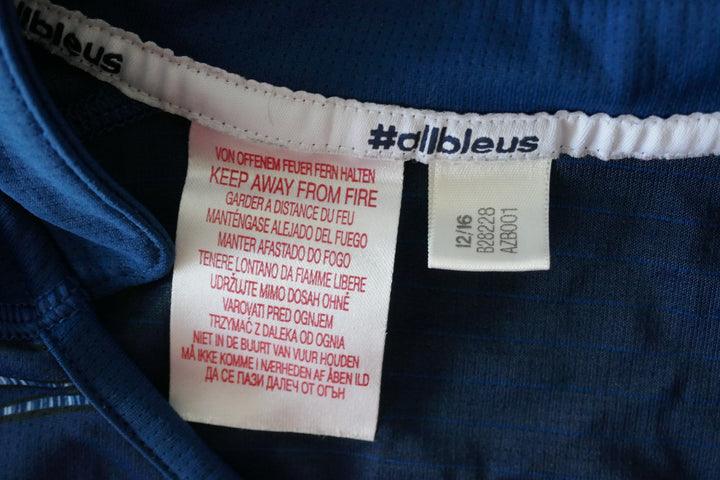 bleus
#allbleus
VON OFFENEM FEUER FERN HALTEN
KEEP AWAY FROM FIRE
GARDER A DISTANCE DU FEU
MANTÉNGASE ALEJADO DEL FUEGO
MANTER AFASTADO DO FOGO
TENERE LONTANO DA FIAMME LIBERE
UDRŽUJTE MIMO DOSAH OHNĚ
VAROVATI PRED OGNJEM
TRZYMAĆ Z DALEKA OD OGNIA
NIET IN DE BUURT VAN VUUR HOUDEN
MÅ IKKE KOMME I NÆRHEDEN AF ÅBEN ILD
ДА СЕ ПАЗИ ДАЛЕЧ ОТ ОГЪН
12/16
B28228
AZB001